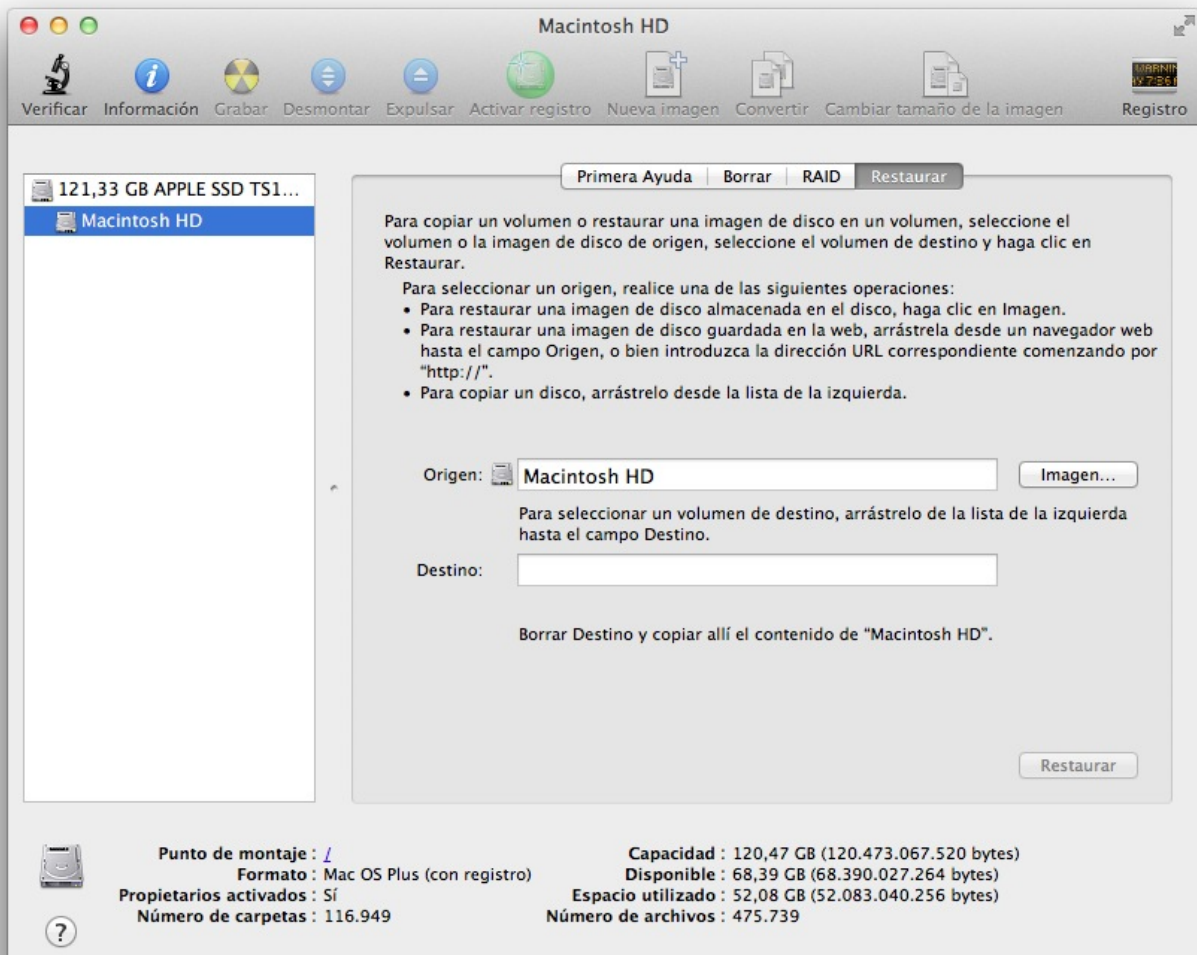 Macintosh HD
Verificar Información Grabar Desmontar Expulsar Activar registro Nueva imagen Convertir Cambiar tamaño de la imagen Registro
121,33 GB APPLE SSD TS1...
Macintosh HD
Primera Ayuda Borrar RAID Restaurar
Para copiar un volumen o restaurar una imagen de disco en un volumen, seleccione el
volumen o la imagen de disco de origen, seleccione el volumen de destino y haga clic en
Restaurar.
Para seleccionar un origen, realice una de las siguientes operaciones:
• Para restaurar una imagen de disco almacenada en el disco, haga clic en Imagen.
• Para restaurar una imagen de disco guardada en la web, arrástrela desde un navegador web
hasta el campo Origen, o bien introduzca la dirección URL correspondiente comenzando por
“http://”.
• Para copiar un disco, arrástrelo desde la lista de la izquierda.
Origen: Macintosh HD Imagen...
Para seleccionar un volumen de destino, arrástrelo de la lista de la izquierda
hasta el campo Destino.
Destino:
Borrar Destino y copiar allí el contenido de “Macintosh HD”.
Restaurar
Punto de montaje : / Capacidad : 120,47 GB (120.473.067.520 bytes)
Formato : Mac OS Plus (con registro) Disponible : 68,39 GB (68.390.027.264 bytes)
Propietarios activados : Sí Espacio utilizado : 52,08 GB (52.083.040.256 bytes)
Número de carpetas : 116.949 Número de archivos : 475.739
?